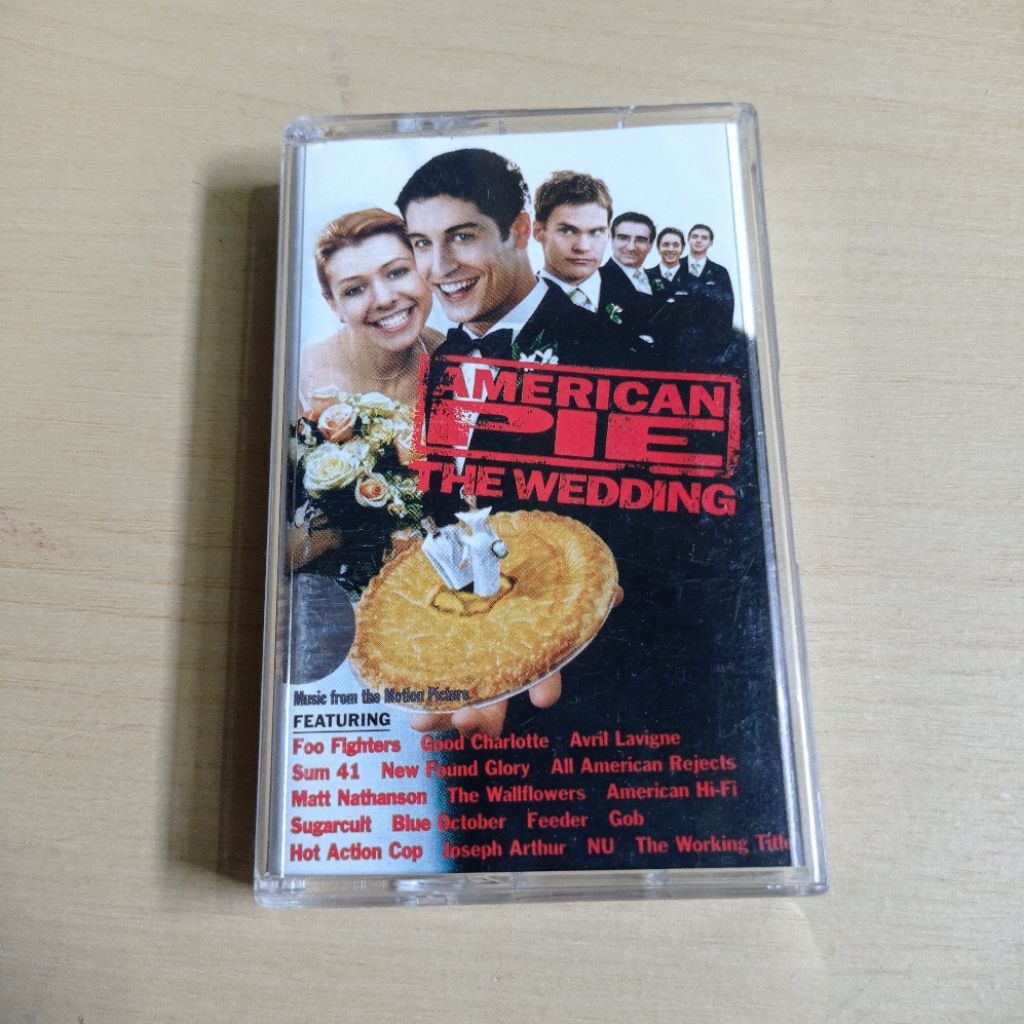 AMERICAN
PIE
THE WEDDING
Music from the Motion Picture
FEATURING
Foo Fighters Good Charlotte Avril Lavigne
Sum 41 New Found Glory All American Rejects
Matt Nathanson The Wallflowers American Hi-Fi
Sugarcult Blue October Feeder Gob
Hot Action Cop Joseph Arthur NU The Working Title